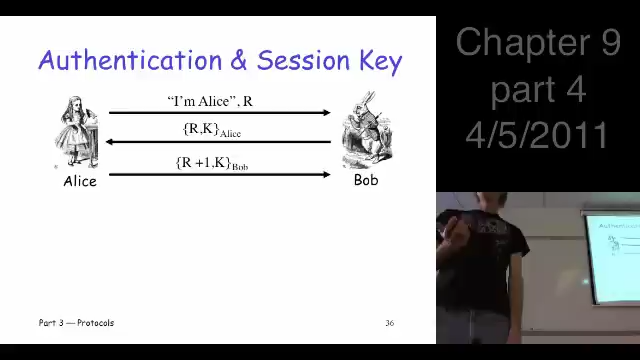 Authentication & Session Key
"I'm Alice", R
{R,K}Alice
{R +1,K}Bob
Alice
Bob
Part 3 — Protocols
36
Chapter 9
part 4
4/5/2011